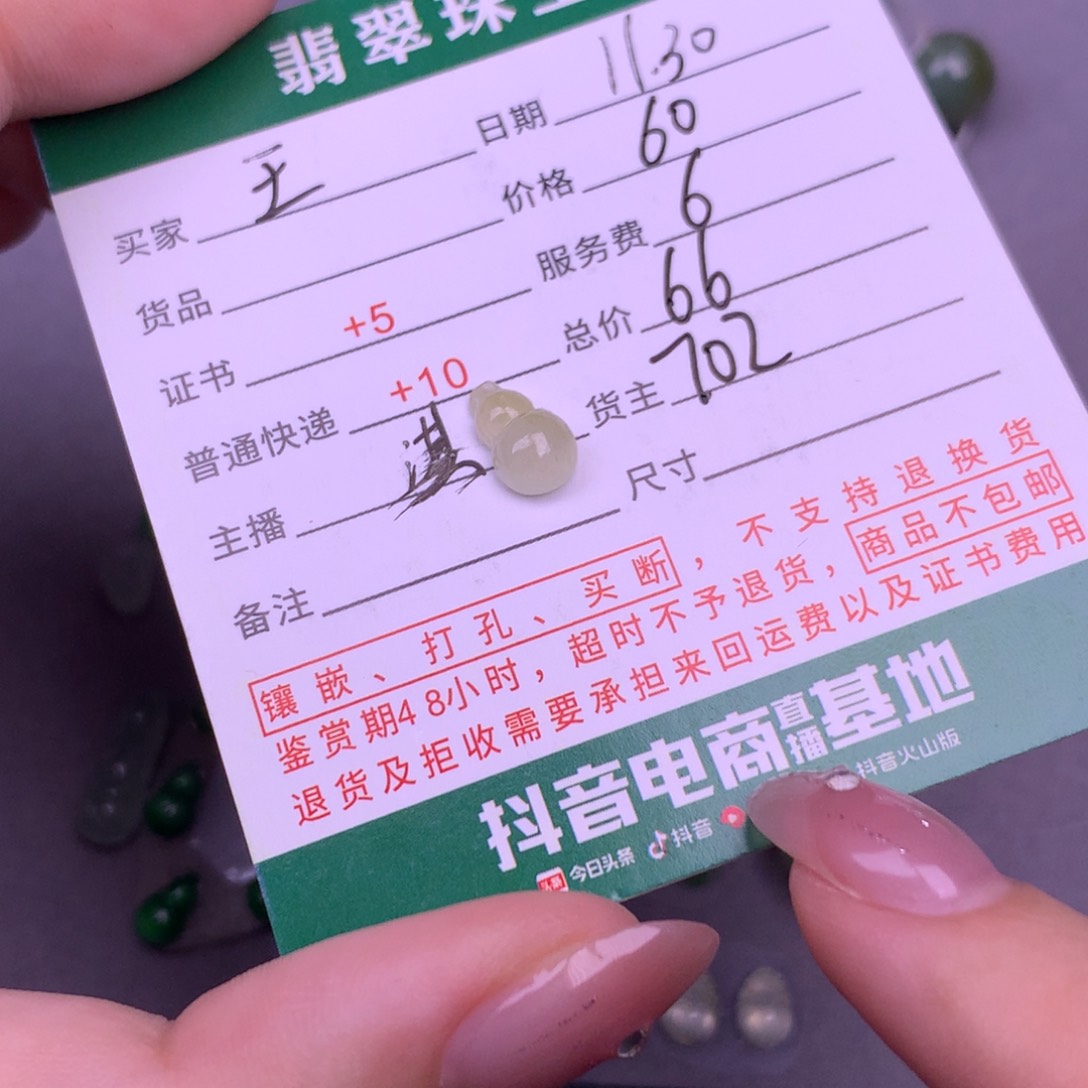 翡翠珠
买家 王 日期 11.30
货品 价格 60
证书 +5 服务费 6
普通快递 +10 总价 66
主播 淇 货主 702
备注 尺寸
镶嵌、打孔、买断，不支持退换货
鉴赏期48小时，超时不予退货，商品不包邮
退货及拒收需要承担来回运费以及证书费用
抖音电商直播基地
头条 今日头条 抖音 抖音火山版